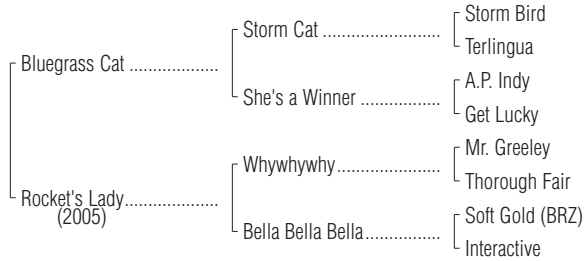 Storm Bird
Storm Cat ........................
Bluegrass Cat ..................
Terlingua
A.P. Indy
She's a Winner ................
Get Lucky
Mr. Greeley
Whywhywhy.....................
Thorough Fair
Rocket's Lady...................
(2005)
Soft Gold (BRZ)
Bella Bella Bella...............
Interactive